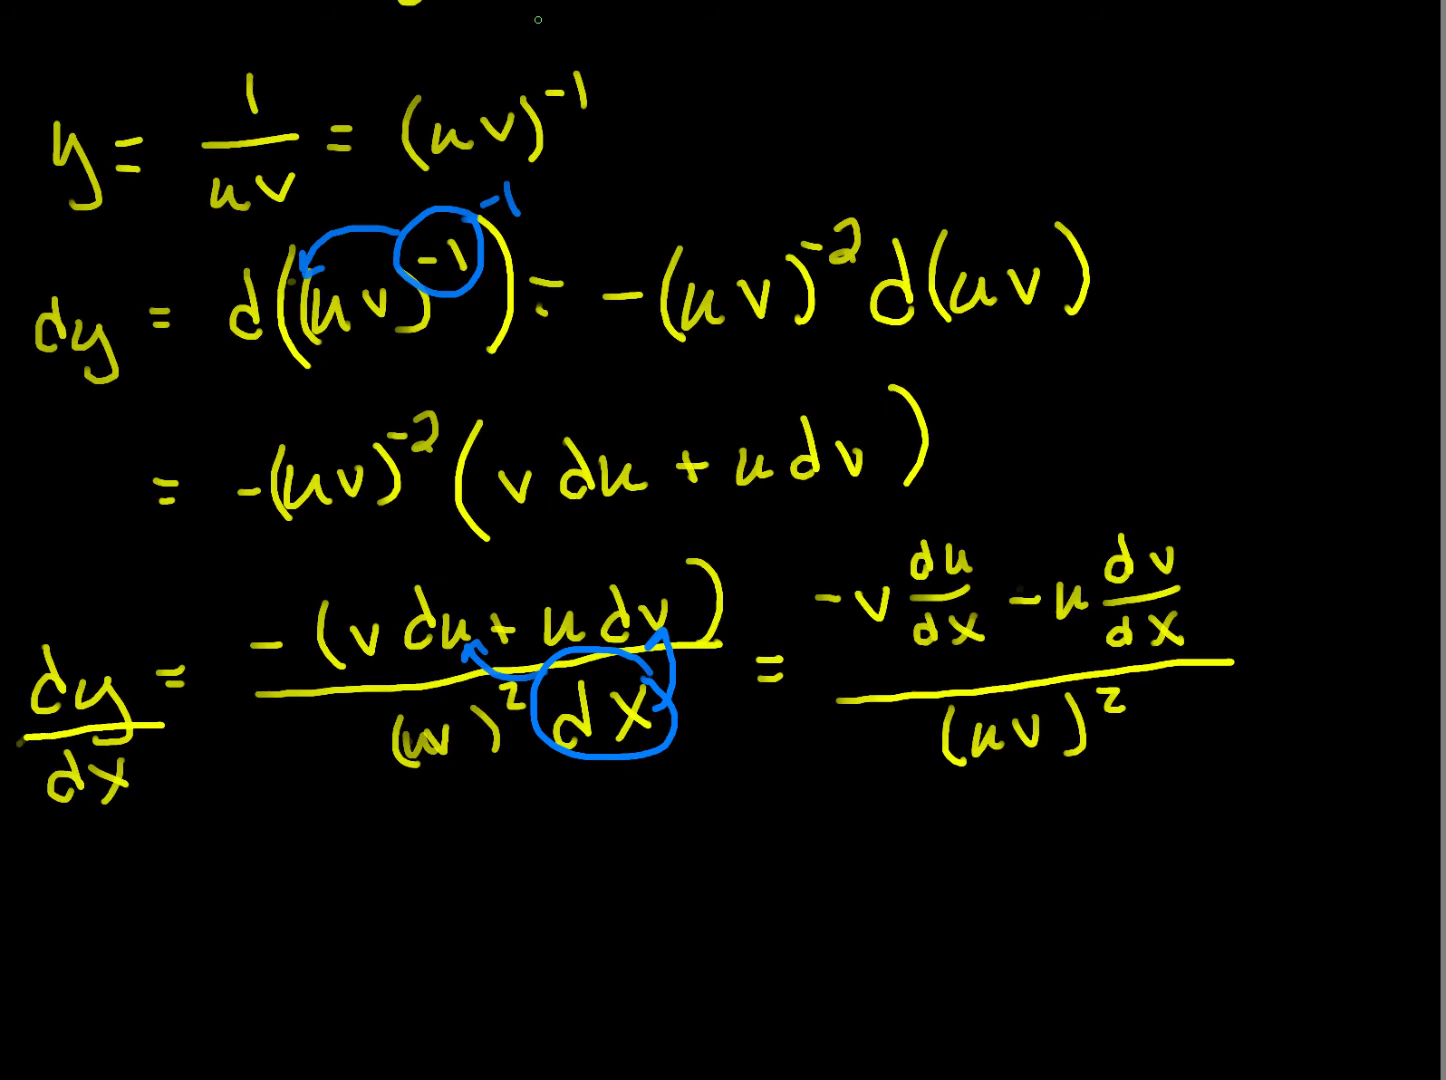 y = 1/(uv) = (uv)^-1
-1
dy = d((uv)^-1) = -(uv)^-2 d(uv)
= -(uv)^-2 (v du + u dv)
dy/dx = -(v du + u dv)/((uv)^2 dx) = (-v du/dx - u dv/dx)/(uv)^2